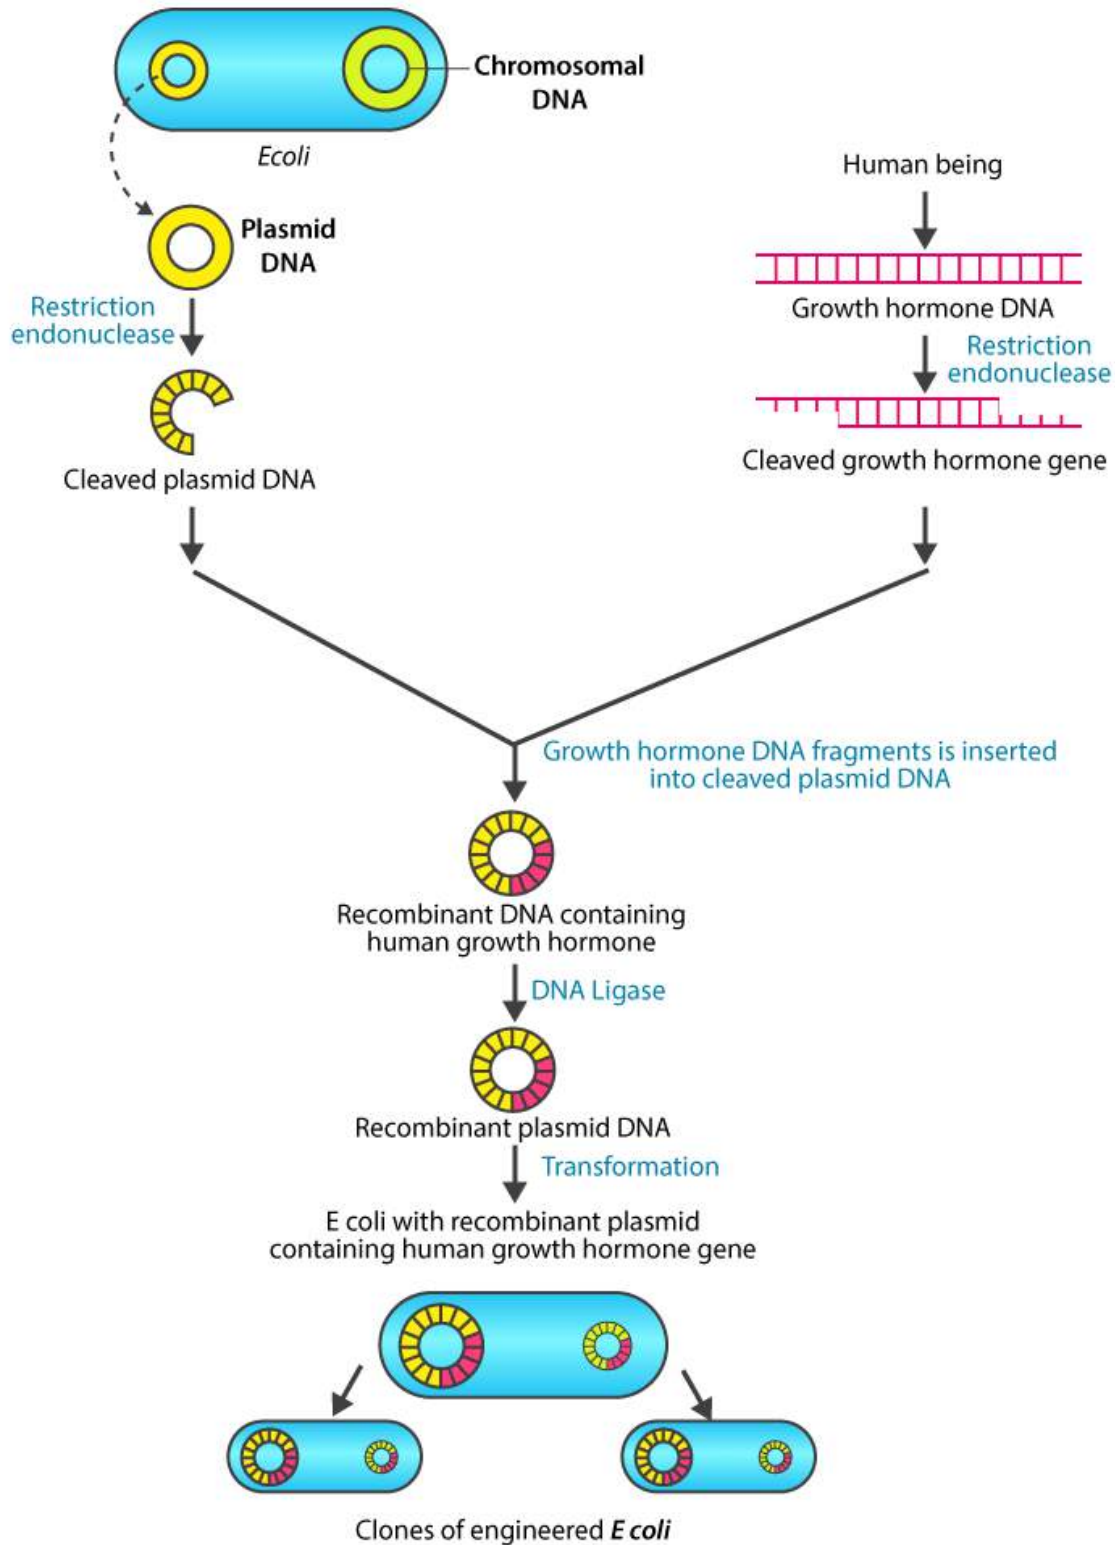 Chromosomal
DNA
Ecoli
Plasmid
DNA
Restriction
endonuclease
Cleaved plasmid DNA
Human being
Growth hormone DNA
Restriction
endonuclease
Cleaved growth hormone gene
Growth hormone DNA fragments is inserted
into cleaved plasmid DNA
Recombinant DNA containing
human growth hormone
DNA Ligase
Recombinant plasmid DNA
Transformation
E coli with recombinant plasmid
containing human growth hormone gene
Clones of engineered E coli